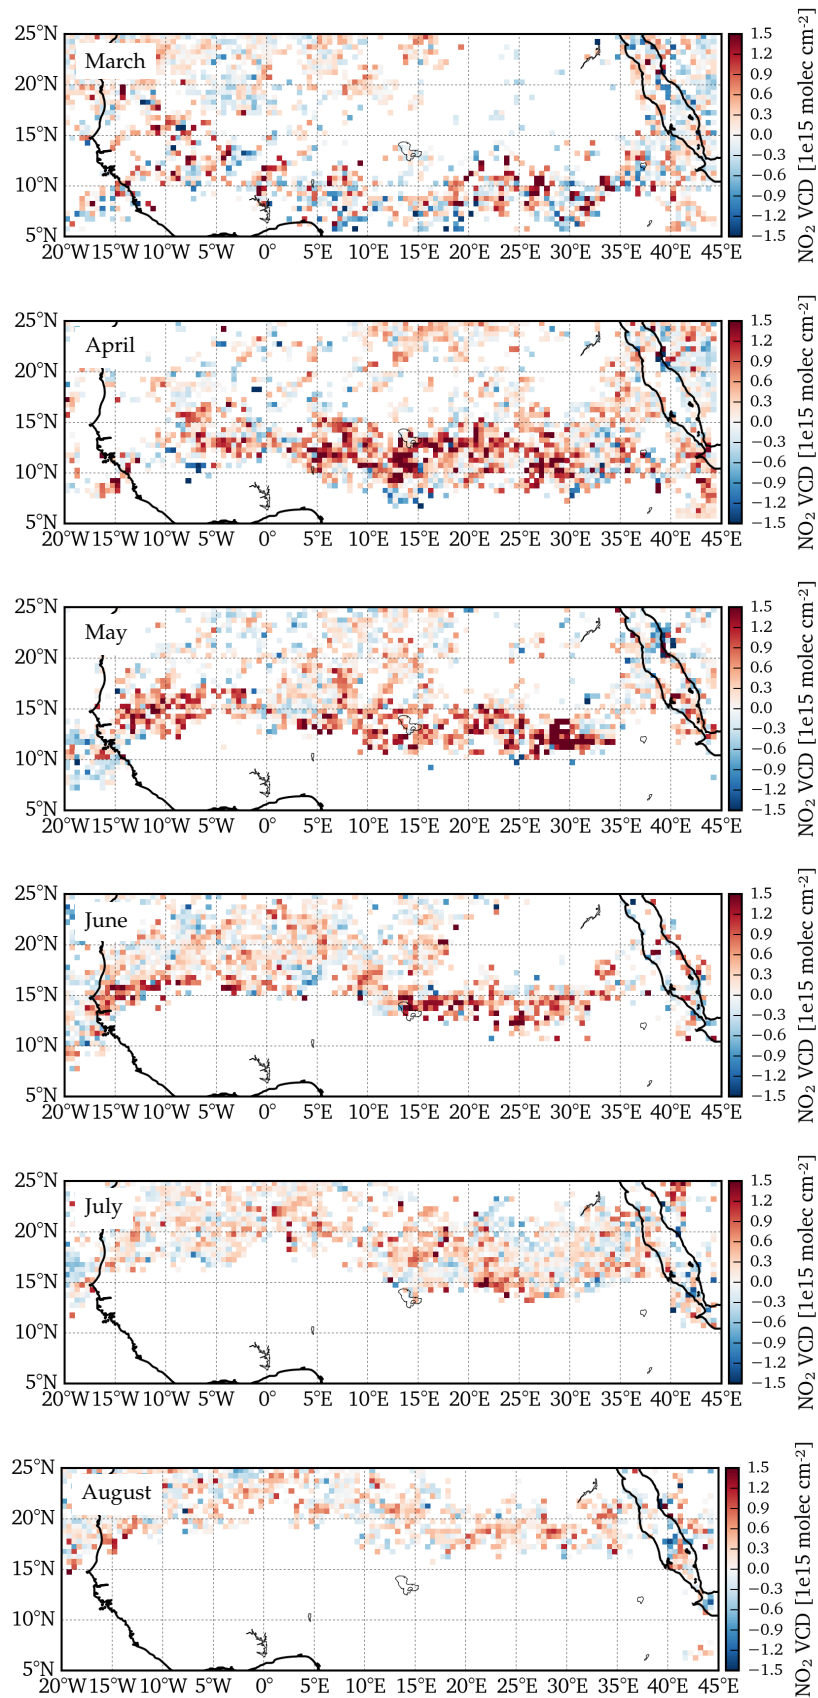 25°N
20°N
15°N
10°N
5°N
March
20°W 15°W 10°W 5°W 0° 5°E 10°E 15°E 20°E 25°E 30°E 35°E 40°E 45°E
1.5
1.2
0.9
0.6
0.3
0.0
−0.3
−0.6
−0.9
−1.2
−1.5
NO₂ VCD [1e15 molec cm⁻²]
25°N
20°N
15°N
10°N
5°N
April
20°W 15°W 10°W 5°W 0° 5°E 10°E 15°E 20°E 25°E 30°E 35°E 40°E 45°E
1.5
1.2
0.9
0.6
0.3
0.0
−0.3
−0.6
−0.9
−1.2
−1.5
NO₂ VCD [1e15 molec cm⁻²]
25°N
20°N
15°N
10°N
5°N
May
20°W 15°W 10°W 5°W 0° 5°E 10°E 15°E 20°E 25°E 30°E 35°E 40°E 45°E
1.5
1.2
0.9
0.6
0.3
0.0
−0.3
−0.6
−0.9
−1.2
−1.5
NO₂ VCD [1e15 molec cm⁻²]
25°N
20°N
15°N
10°N
5°N
June
20°W 15°W 10°W 5°W 0° 5°E 10°E 15°E 20°E 25°E 30°E 35°E 40°E 45°E
1.5
1.2
0.9
0.6
0.3
0.0
−0.3
−0.6
−0.9
−1.2
−1.5
NO₂ VCD [1e15 molec cm⁻²]
25°N
20°N
15°N
10°N
5°N
July
20°W 15°W 10°W 5°W 0° 5°E 10°E 15°E 20°E 25°E 30°E 35°E 40°E 45°E
1.5
1.2
0.9
0.6
0.3
0.0
−0.3
−0.6
−0.9
−1.2
−1.5
NO₂ VCD [1e15 molec cm⁻²]
25°N
20°N
15°N
10°N
5°N
August
20°W 15°W 10°W 5°W 0° 5°E 10°E 15°E 20°E 25°E 30°E 35°E 40°E 45°E
1.5
1.2
0.9
0.6
0.3
0.0
−0.3
−0.6
−0.9
−1.2
−1.5
NO₂ VCD [1e15 molec cm⁻²]